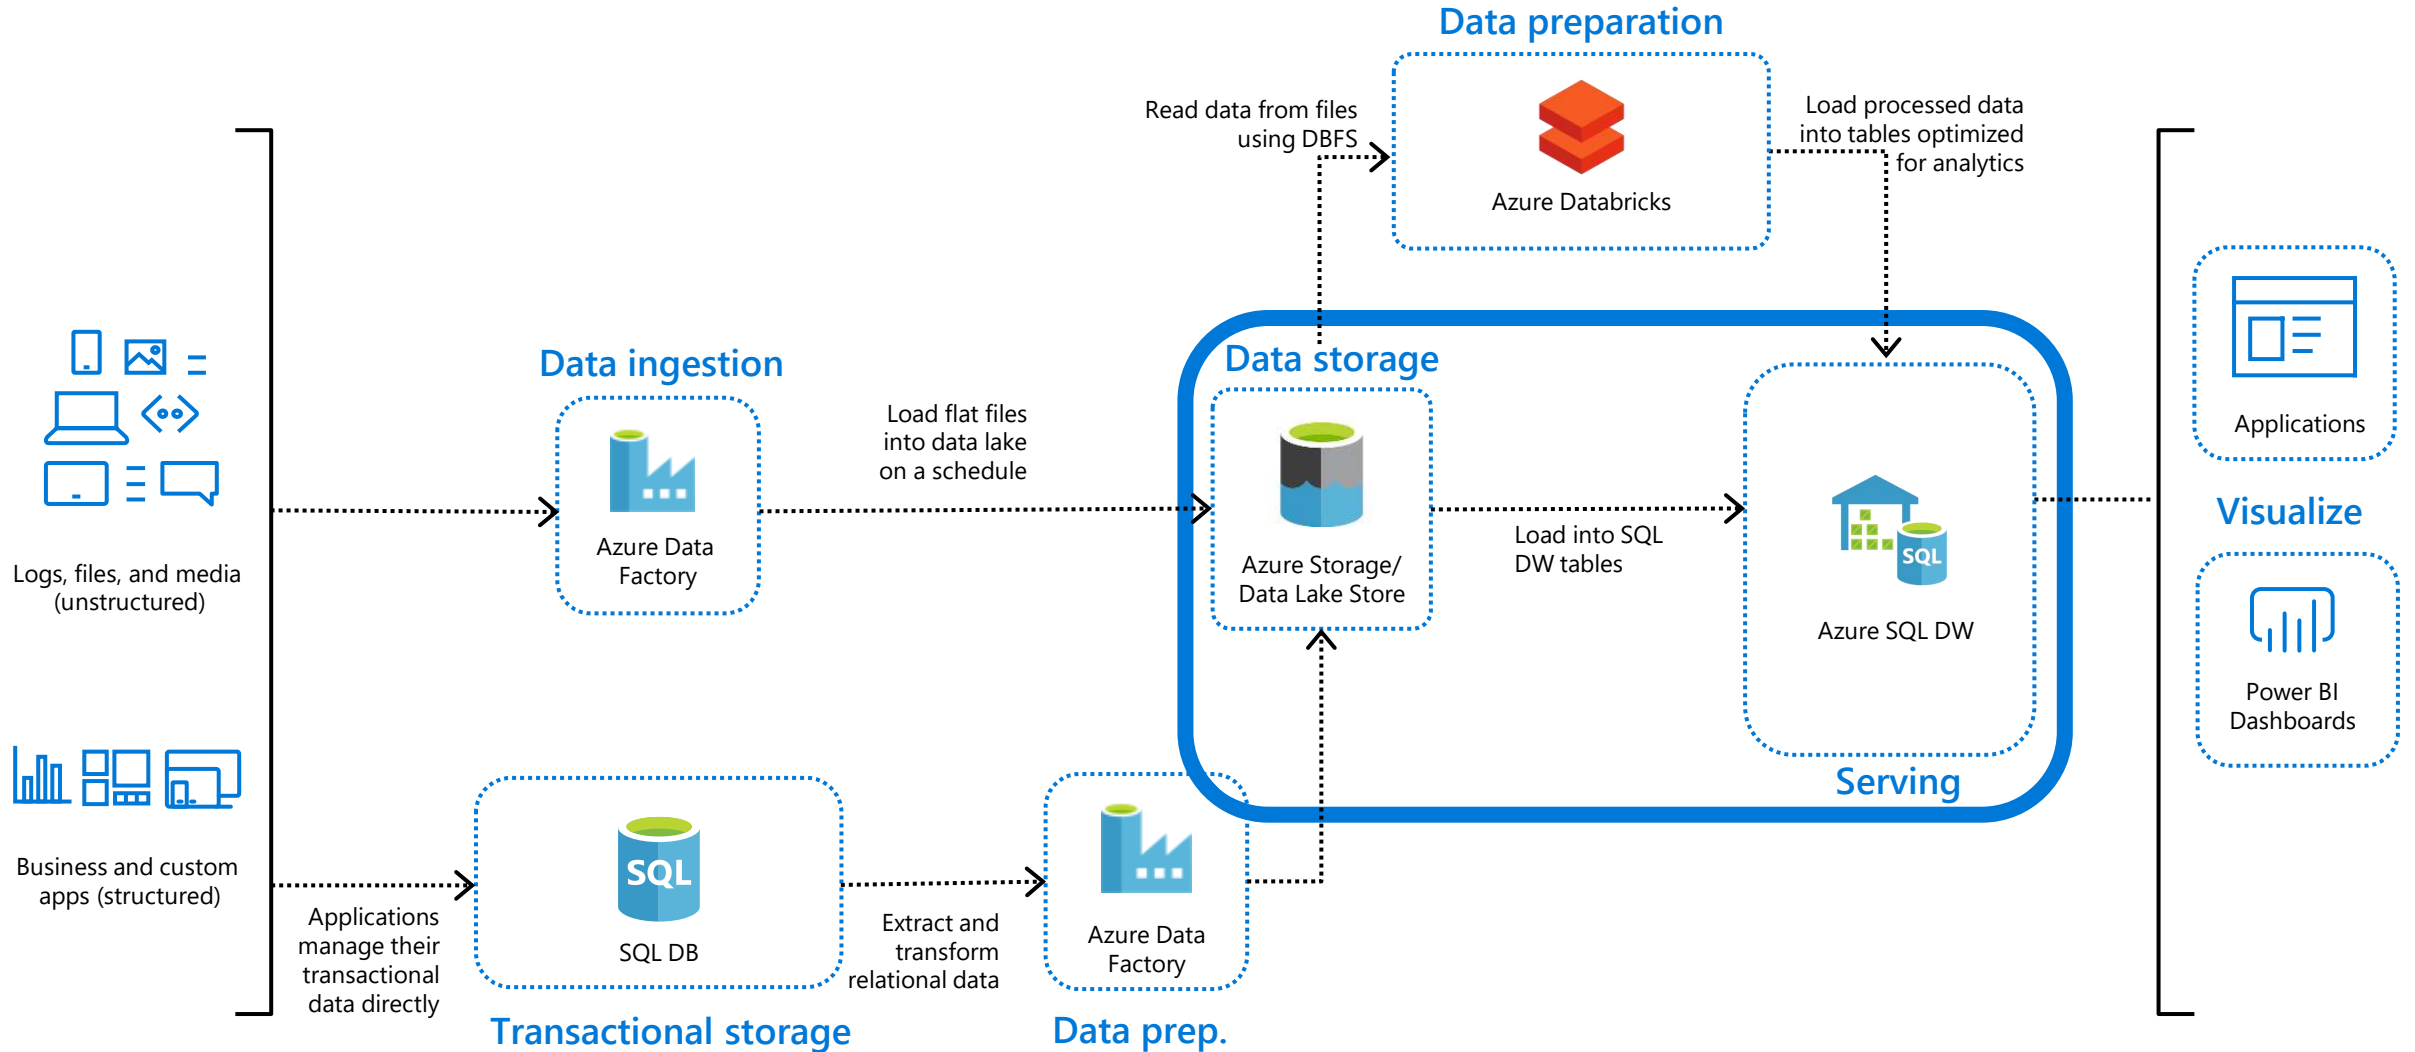 Data preparation
Read data from files
using DBFS
Azure Databricks
Load processed data
into tables optimized
for analytics
Logs, files, and media
(unstructured)
Data ingestion
Azure Data
Factory
Load flat files
into data lake
on a schedule
Data storage
Azure Storage/
Data Lake Store
Load into SQL
DW tables
SQL
Azure SQL DW
Serving
Applications
Visualize
Power BI
Dashboards
Business and custom
apps (structured)
Applications
manage their
transactional
data directly
SQL
SQL DB
Transactional storage
Extract and
transform
relational data
Azure Data
Factory
Data prep.